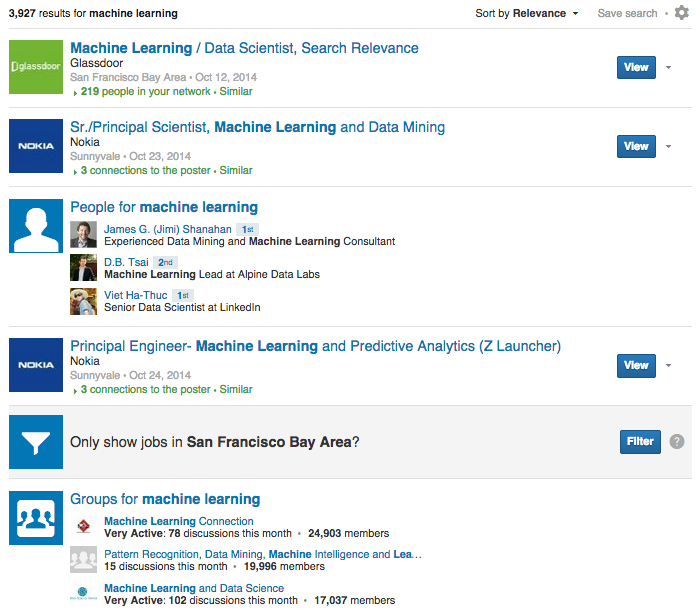 3,927 results for machine learning
Sort by Relevance
Save search
glassdoor
Machine Learning / Data Scientist, Search Relevance
Glassdoor
San Francisco Bay Area • Oct 12, 2014
219 people in your network • Similar
View
NOKIA
Sr./Principal Scientist, Machine Learning and Data Mining
Nokia
Sunnyvale • Oct 23, 2014
3 connections to the poster • Similar
View
People for machine learning
James G. (Jimi) Shanahan 1st
Experienced Data Mining and Machine Learning Consultant
D.B. Tsai 2nd
Machine Learning Lead at Alpine Data Labs
Viet Ha-Thuc 1st
Senior Data Scientist at LinkedIn
NOKIA
Principal Engineer- Machine Learning and Predictive Analytics (Z Launcher)
Nokia
Sunnyvale • Oct 24, 2014
3 connections to the poster • Similar
View
Only show jobs in San Francisco Bay Area?
Filter ?
Groups for machine learning
Machine Learning Connection
Very Active: 78 discussions this month • 24,903 members
Pattern Recognition, Data Mining, Machine Intelligence and Lea...
15 discussions this month • 19,996 members
Machine Learning and Data Science
Very Active: 102 discussions this month • 17,037 members